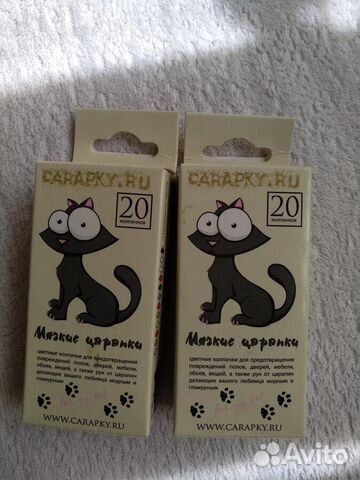 CARAPKY.RU
20
колпачков
Мягкие царапки
цветные колпачки для предотвращения
повреждений полов, дверей, мебели,
обоев, вещей, а также рук от царапин
делающие вашего любимца модным и
гламурным
WWW.CARAPKY.RU
CARAPKY.RU
20
колпачков
Мягкие царапки
цветные колпачки для предотвращения
повреждений полов, дверей, мебели,
обоев, вещей, а также рук от царапин
делающие вашего любимца модным и
гламурным
WWW.CARAPKY.RU
Avito